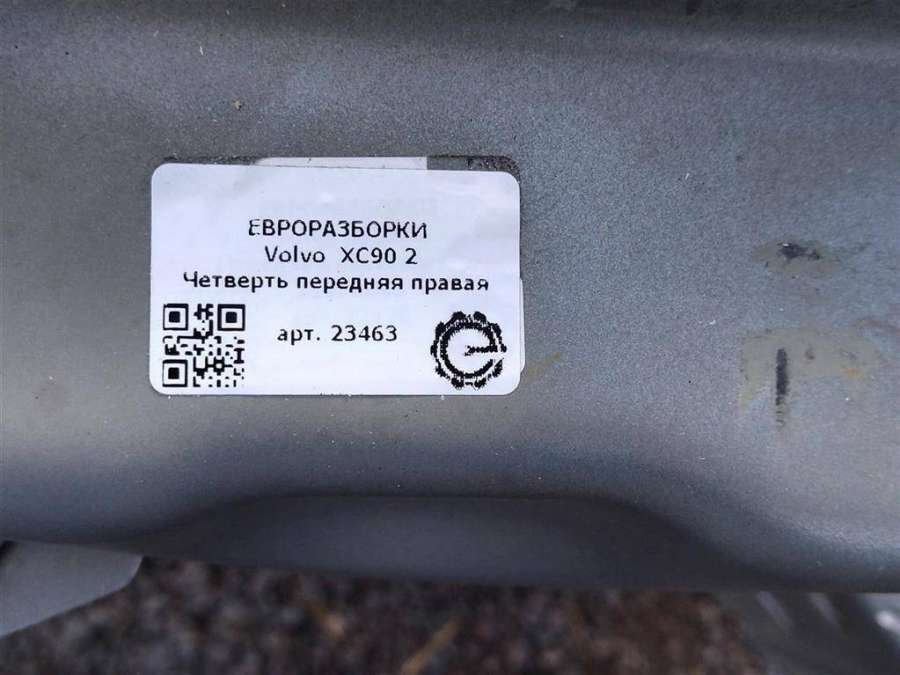 ЕВРОРАЗБОРКИ
Volvo XC90 2
Четверть передняя правая
арт. 23463